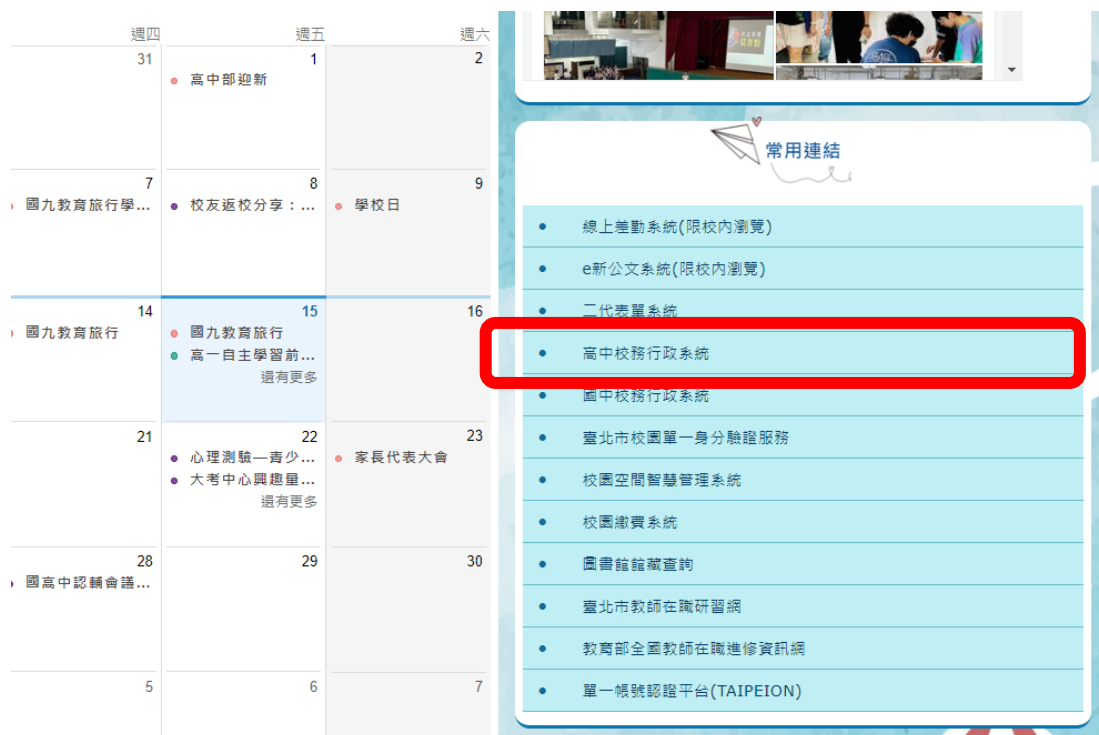 週四 週五 週六
31 1 2
高中部迎新
7 8 9
國九教育旅行學... 校友返校分享：... 學校日
14 15 16
國九教育旅行 國九教育旅行
高一自主學習前...
還有更多
21 22 23
心理測驗—青少... 家長代表大會
大考中心興趣量...
還有更多
28 29 30
國高中認輔會議...
5 6 7
常用連結
線上差勤系統(限校內瀏覽)
e新公文系統(限校內瀏覽)
二代表單系統
高中校務行政系統
國中校務行政系統
臺北市校園單一身分驗證服務
校園空間智慧管理系統
校園繳費系統
圖書館館藏查詢
臺北市教師在職研習網
教育部全國教師在職進修資訊網
單一帳號認證平台(TAIPEION)